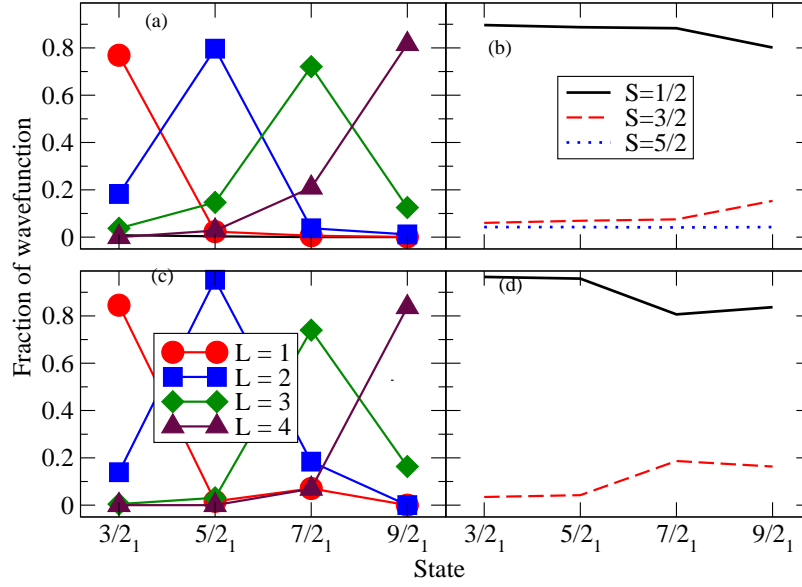 (a)
(b)
0.8
0.6
0.4
0.2
0
S=1/2
S=3/2
S=5/2
Fraction of wavefunction
(c)
(d)
0.8
0.6
0.4
0.2
0
L = 1
L = 2
L = 3
L = 4
3/2₁ 5/2₁ 7/2₁ 9/2₁ 3/2₁ 5/2₁ 7/2₁ 9/2₁
State